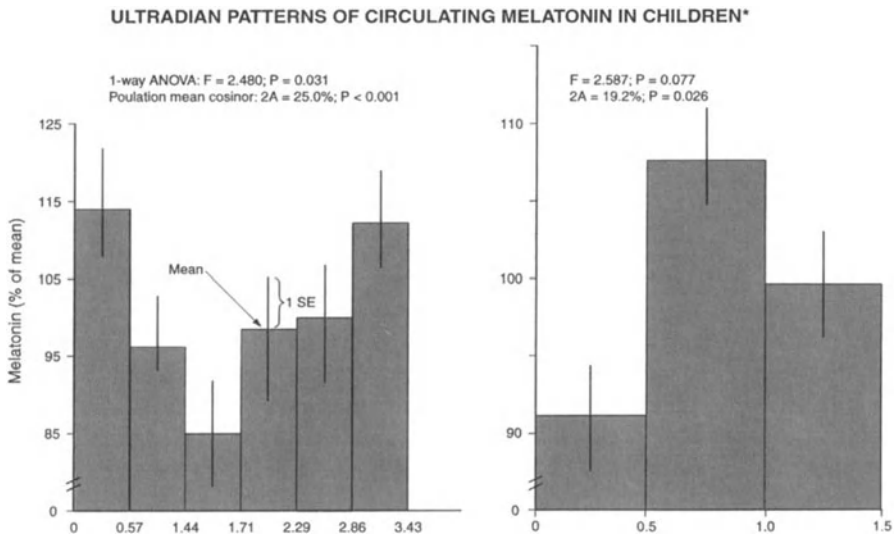 ULTRADIAN PATTERNS OF CIRCULATING MELATONIN IN CHILDREN*
1-way ANOVA: F = 2.480; P = 0.031
Poulation mean cosinor: 2A = 25.0%; P < 0.001
Melatonin (% of mean)
125
115
105
95
85
0
Mean
1 SE
0 0.57 1.44 1.71 2.29 2.86 3.43
F = 2.587; P = 0.077
2A = 19.2%; P = 0.026
110
100
90
0
0 0.5 1.0 1.5